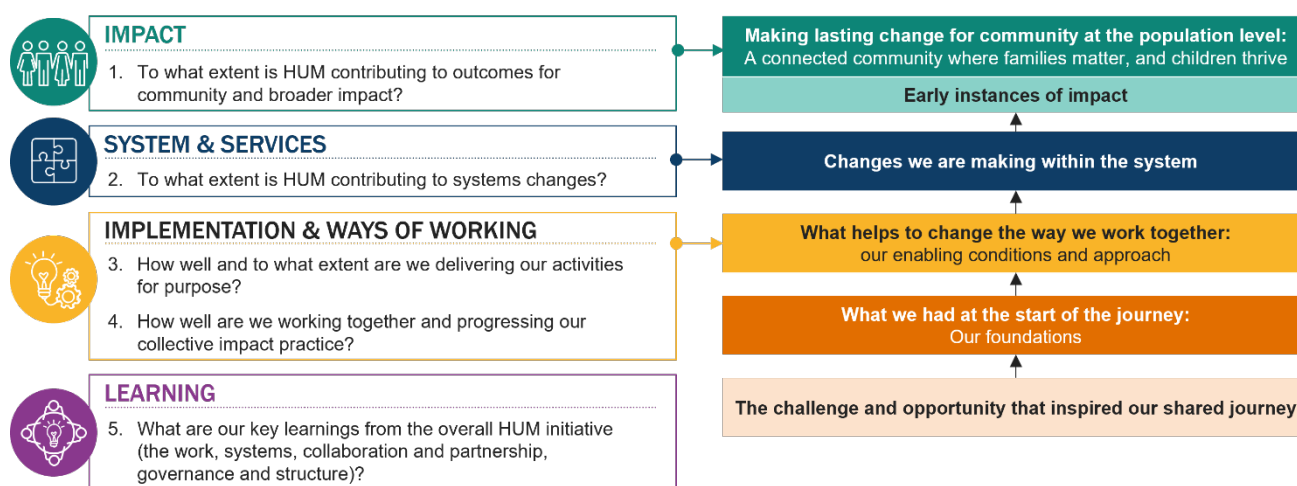 IMPACT
1. To what extent is HUM contributing to outcomes for
community and broader impact?
SYSTEM & SERVICES
2. To what extent is HUM contributing to systems changes?
IMPLEMENTATION & WAYS OF WORKING
3. How well and to what extent are we delivering our activities
for purpose?
4. How well are we working together and progressing our
collective impact practice?
LEARNING
5. What are our key learnings from the overall HUM initiative
(the work, systems, collaboration and partnership,
governance and structure)?
Making lasting change for community at the population level:
A connected community where families matter, and children thrive
Early instances of impact
Changes we are making within the system
What helps to change the way we work together:
our enabling conditions and approach
What we had at the start of the journey:
Our foundations
The challenge and opportunity that inspired our shared journey